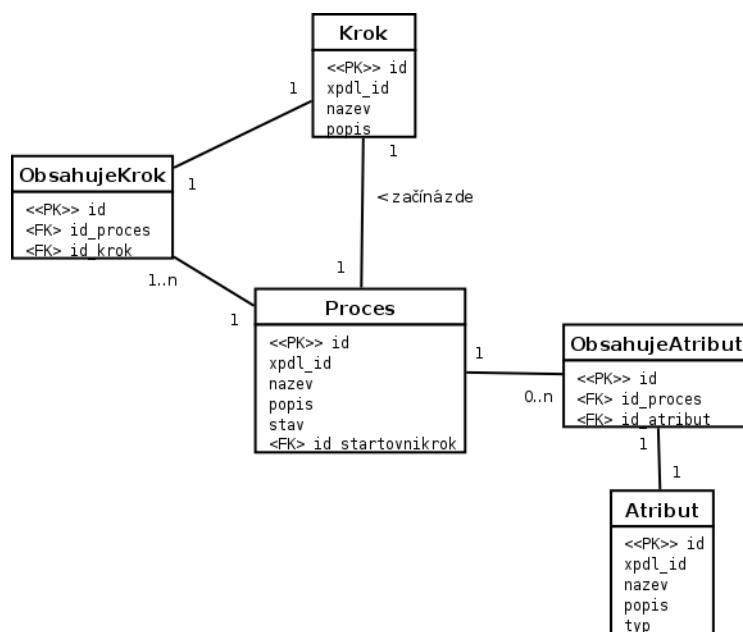 Krok
<<PK>> id
xpdl_id
nazev
popis
1
1
1
< začínázde
ObsahujeKrok
<<PK>> id
<FK> id_proces
<FK> id_krok
1..n
1
1
Proces
<<PK>> id
xpdl_id
nazev
popis
stav
<FK> id_startovnikrok
1
0..n
ObsahujeAtribut
<<PK>> id
<FK> id_proces
<FK> id_atribut
1
1
Atribut
<<PK>> id
xpdl_id
nazev
popis
typ